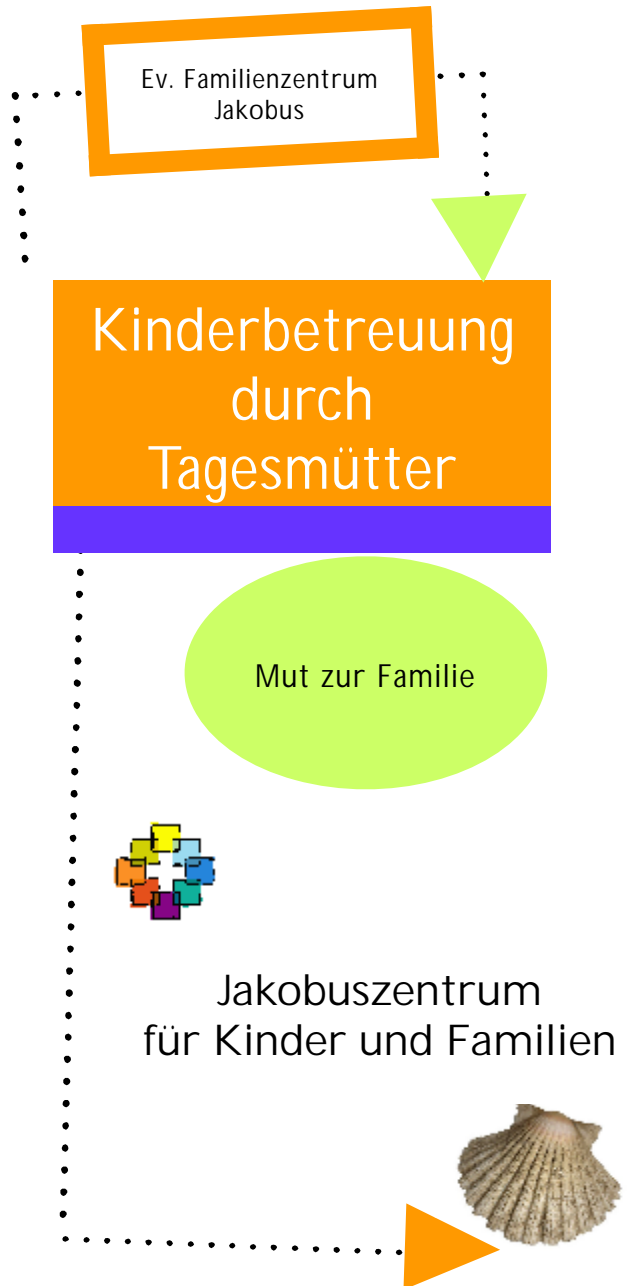 Ev. Familienzentrum
Jakobus
Kinderbetreuung
durch
Tagesmütter
Mut zur Familie
Jakobuszentrum
für Kinder und Familien